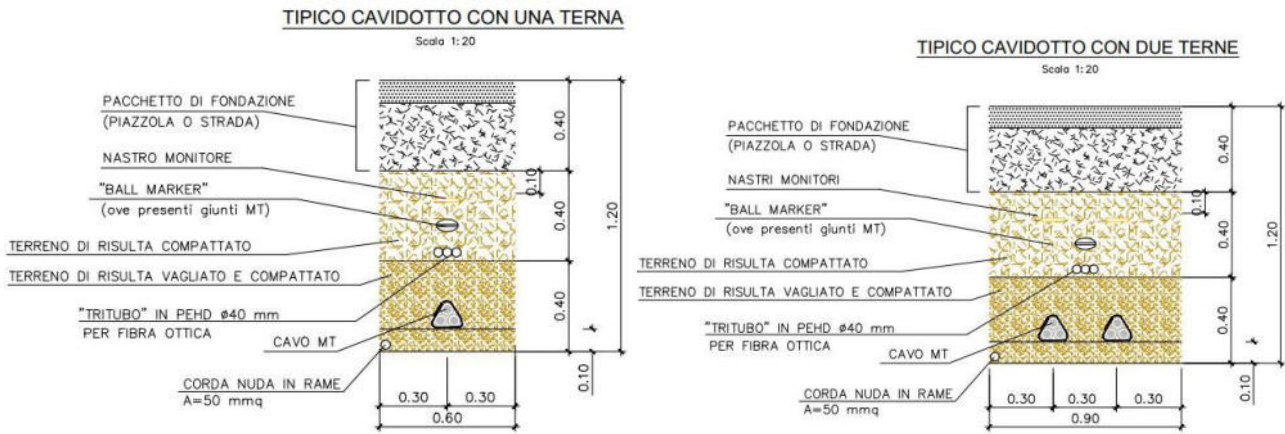 TIPICO CAVIDOTTO CON UNA TERNA
Scala 1:20
PACCHETTO DI FONDAZIONE
(PIAZZOLA O STRADA)
NASTRO MONITORE
"BALL MARKER"
(ove presenti giunti MT)
TERRENO DI RISULTA COMPATTATO
TERRENO DI RISULTA VAGLIATO E COMPATTATO
"TRITUBO" IN PEHD ø40 mm
PER FIBRA OTTICA
CAVO MT
CORDA NUDA IN RAME
A=50 mmq
0.40
0.10
0.40
1.20
0.40
0.10
0.30
0.30
0.60
TIPICO CAVIDOTTO CON DUE TERNE
Scala 1:20
PACCHETTO DI FONDAZIONE
(PIAZZOLA O STRADA)
NASTRI MONITORI
"BALL MARKER"
(ove presenti giunti MT)
TERRENO DI RISULTA COMPATTATO
TERRENO DI RISULTA VAGLIATO E COMPATTATO
"TRITUBO" IN PEHD ø40 mm
PER FIBRA OTTICA
CAVO MT
CORDA NUDA IN RAME
A=50 mmq
0.40
0.10
0.40
1.20
0.40
0.10
0.30
0.30
0.30
0.90